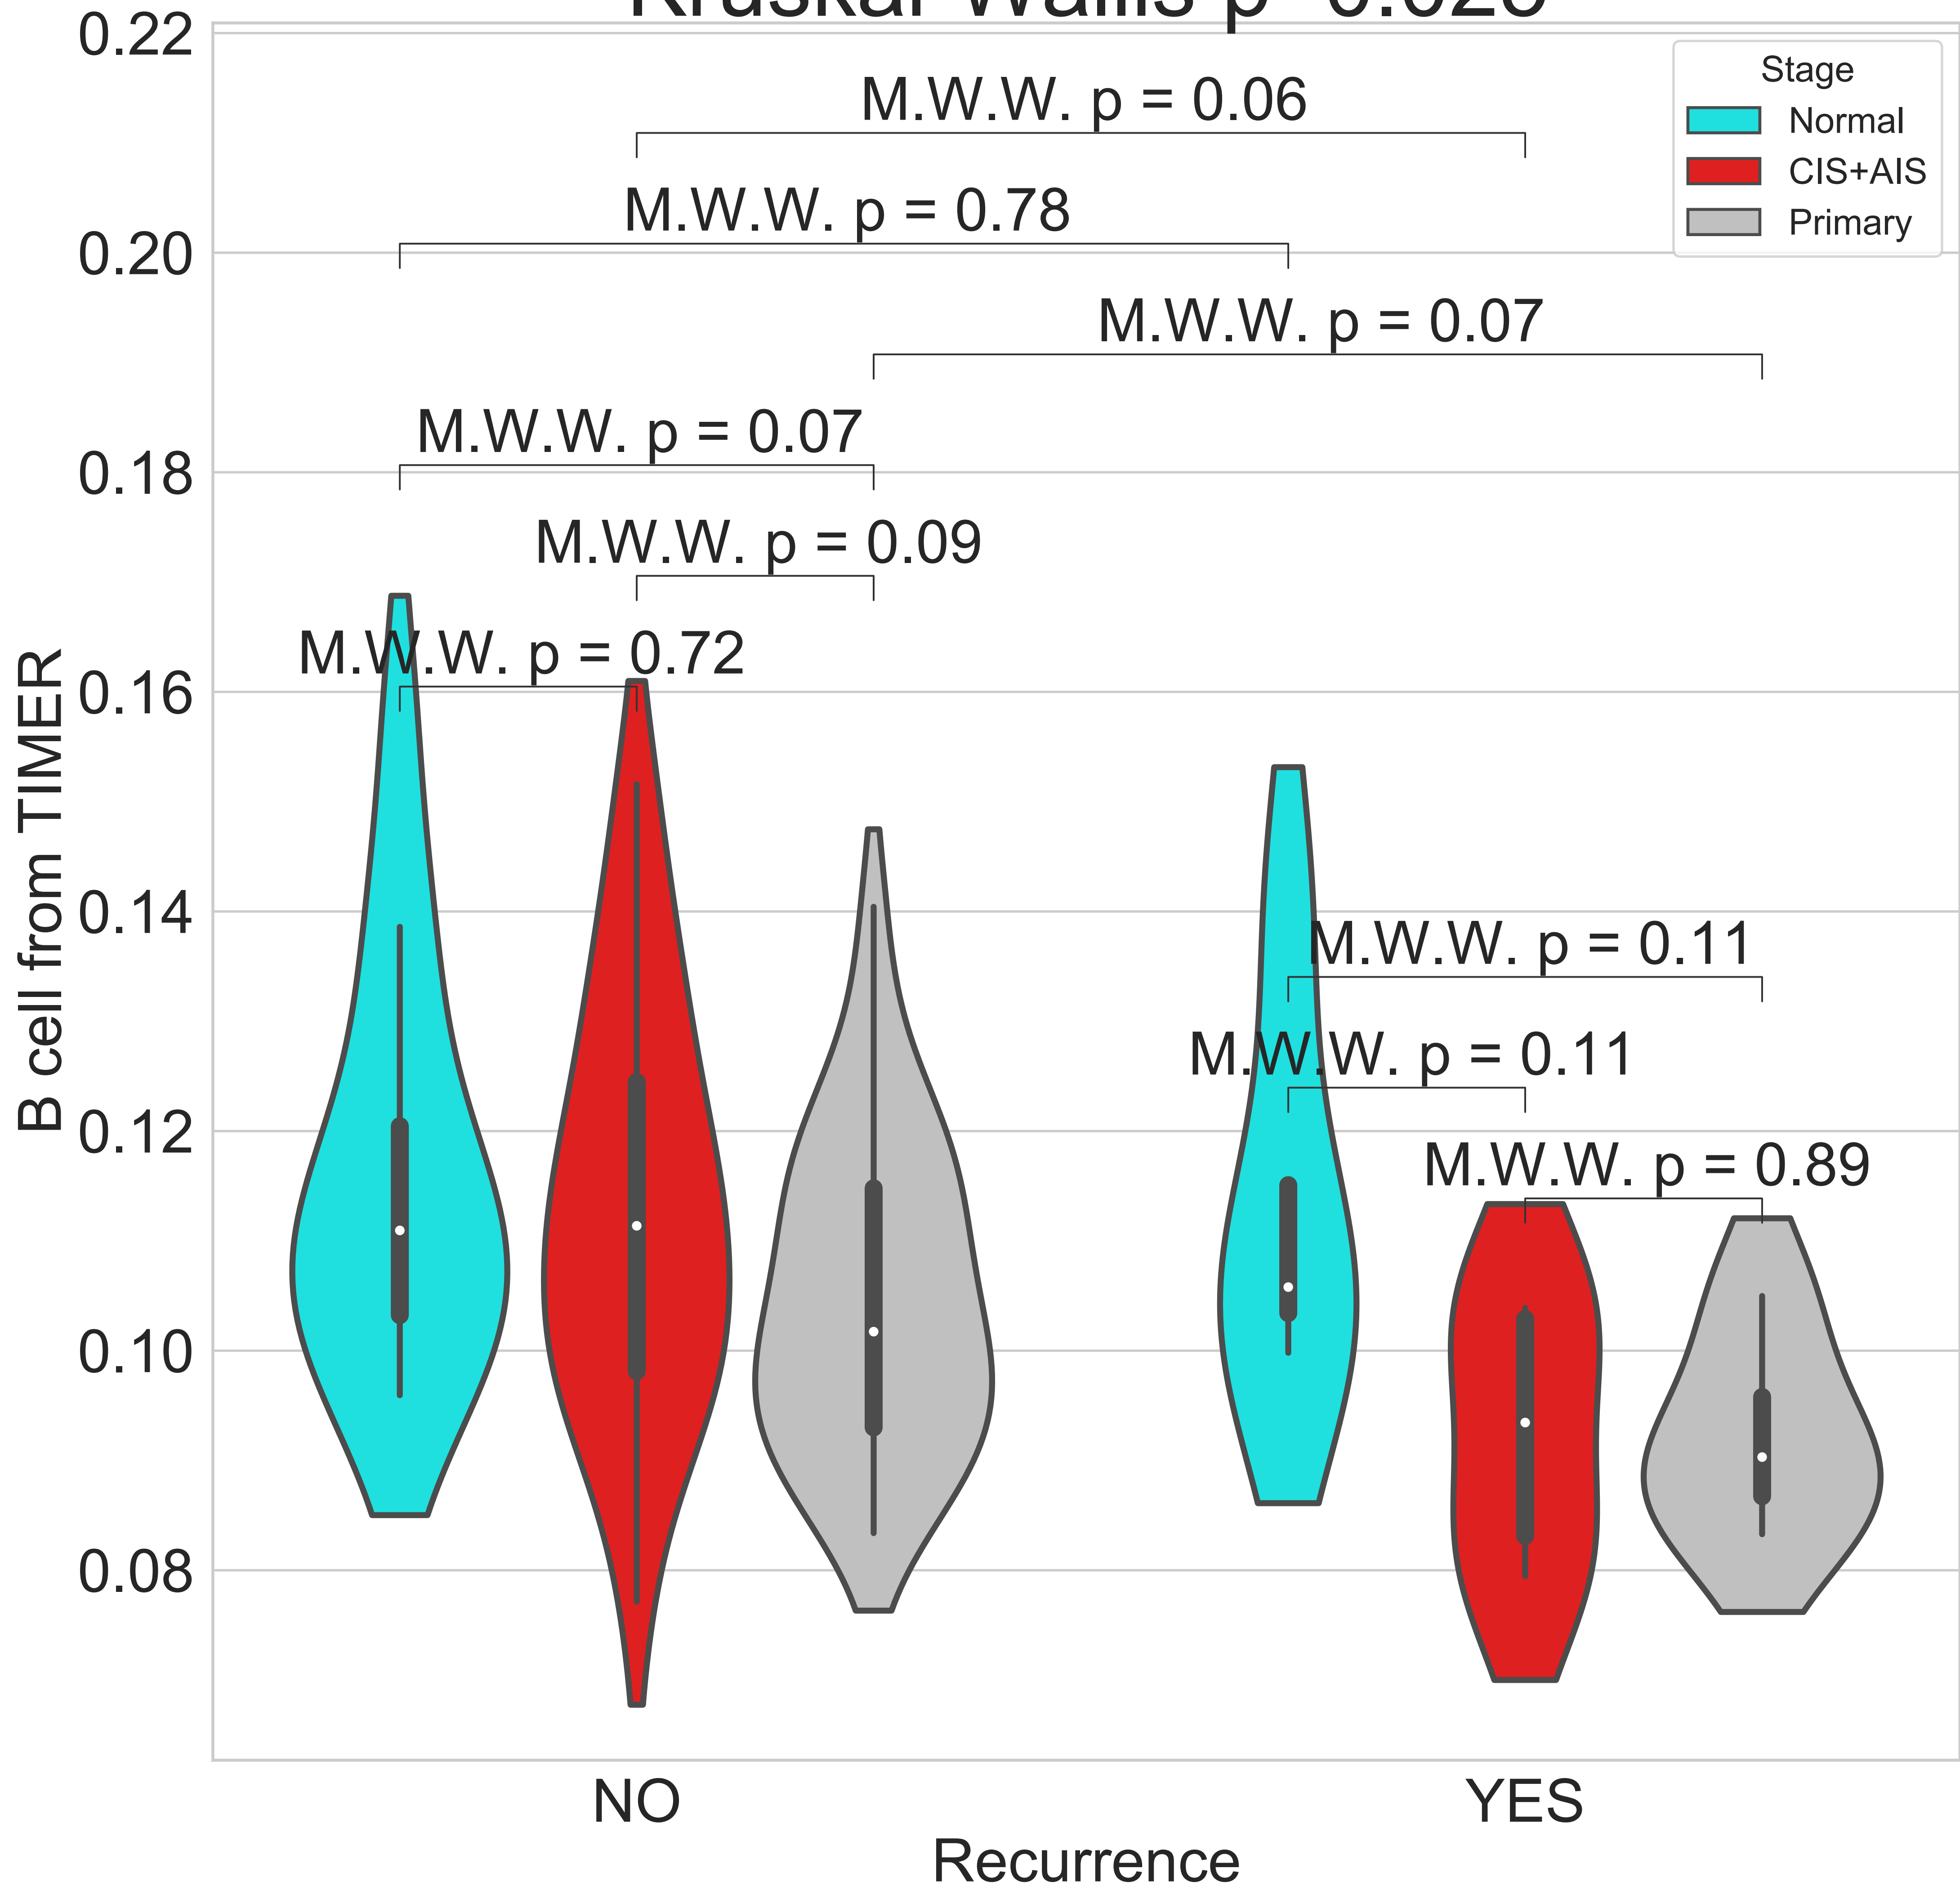 0.22
M.W.W. p = 0.06
Stage
Normal
CIS+AIS
Primary
M.W.W. p = 0.78
0.20
M.W.W. p = 0.07
M.W.W. p = 0.07
0.18
M.W.W. p = 0.09
M.W.W. p = 0.72
0.16
B cell from TIMER
0.14
M.W.W. p = 0.11
M.W.W. p = 0.11
0.12
M.W.W. p = 0.89
0.10
0.08
NO
YES
Recurrence